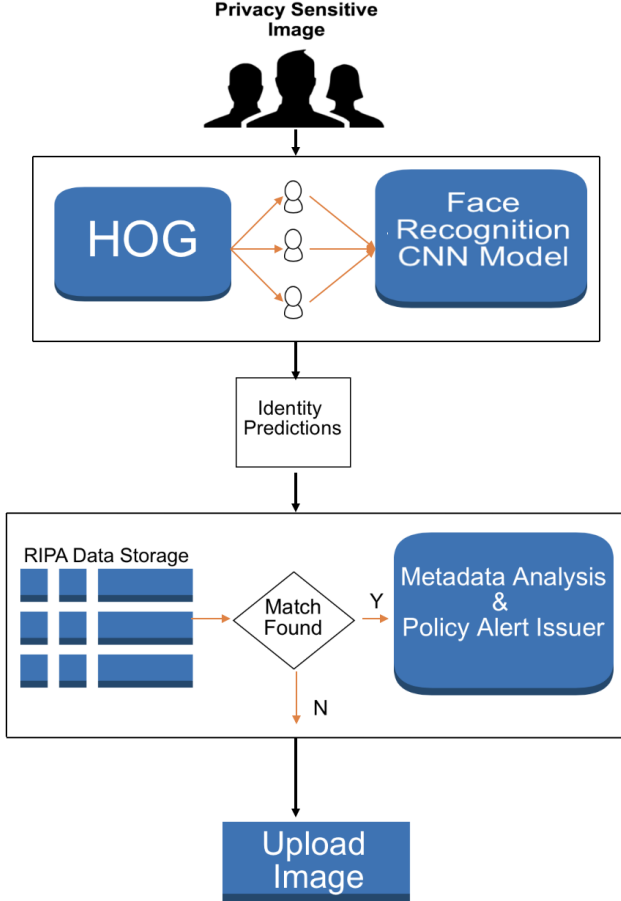 Privacy Sensitive
Image
HOG
Face
Recognition
CNN Model
Identity
Predictions
RIPA Data Storage
Match
Found
Y
N
Metadata Analysis
&
Policy Alert Issuer
Upload
Image